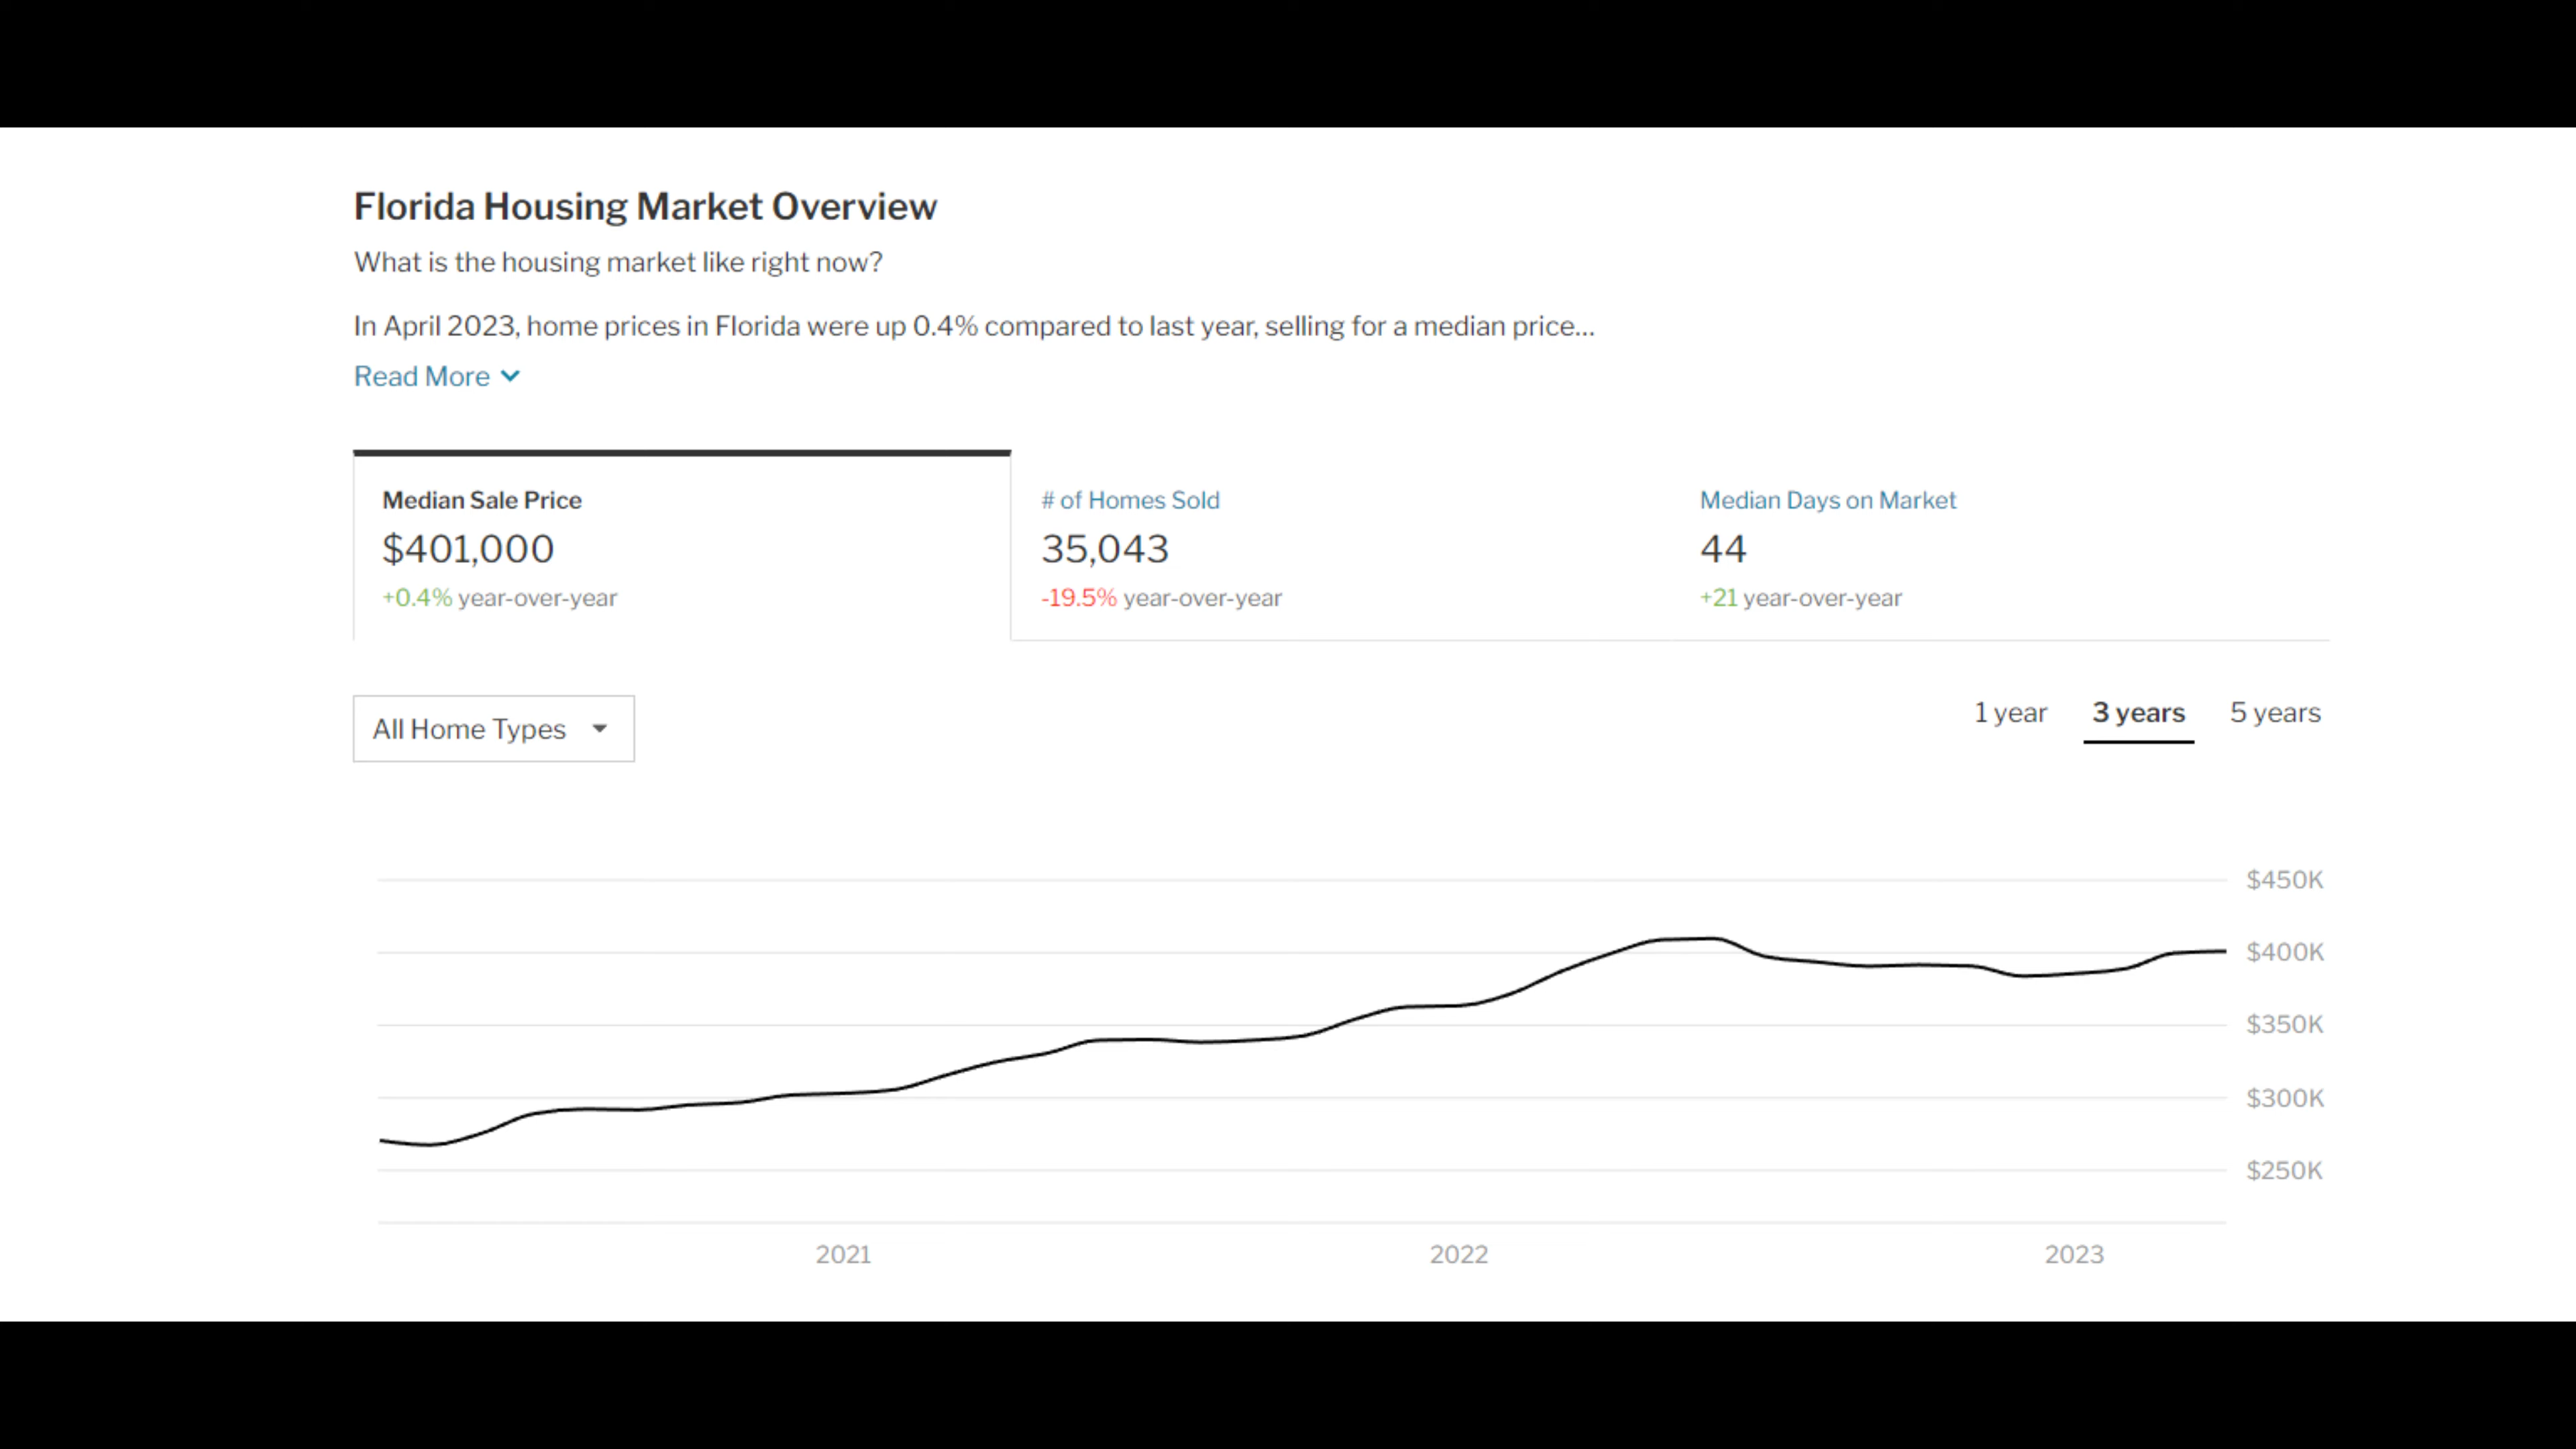 Florida Housing Market Overview
What is the housing market like right now?
In April 2023, home prices in Florida were up 0.4% compared to last year, selling for a median price...
Read More
Median Sale Price
$401,000
+0.4% year-over-year
# of Homes Sold
35,043
-19.5% year-over-year
Median Days on Market
44
+21 year-over-year
All Home Types
1 year 3 years 5 years
$450K
$400K
$350K
$300K
$250K
2021 2022 2023